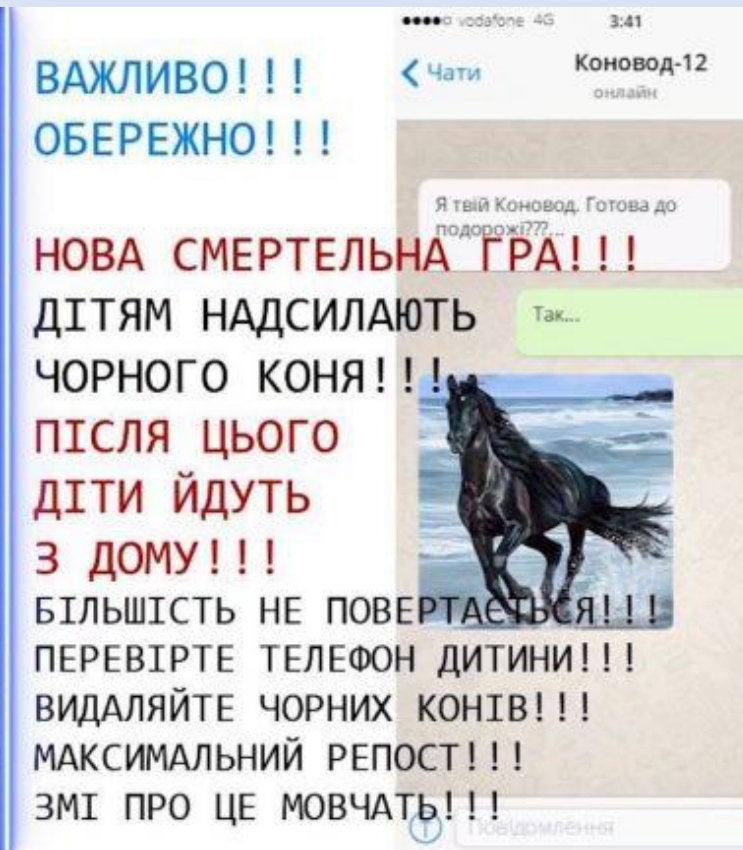 vodafone 4G 3:41
Чати
Коновод-12
онлайн
Я твій Коновод. Готова до
подорожі???...
Так...
ВАЖЛИВО!!!
ОБЕРЕЖНО!!!
НОВА СМЕРТЕЛЬНА ГРА!!!
ДІТЯМ НАДСИЛАЮТЬ
ЧОРНОГО КОНЯ!!!
ПІСЛЯ ЦЬОГО
ДІТИ ЙДУТЬ
З ДОМУ!!!
БІЛЬШІСТЬ НЕ ПОВЕРТАЄТЬСЯ!!!
ПЕРЕВІРТЕ ТЕЛЕФОН ДИТИНИ!!!
ВИДАЛЯЙТЕ ЧОРНИХ КОНІВ!!!
МАКСИМАЛЬНИЙ РЕПОСТ!!!
ЗМІ ПРО ЦЕ МОВЧАТЬ!!!
Повідомлення